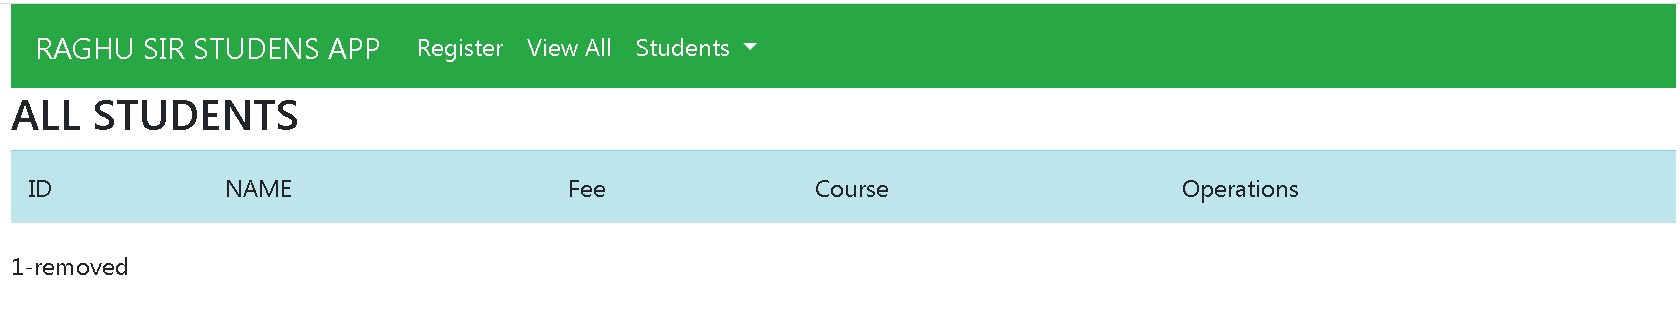 RAGHU SIR STUDENS APP Register View All Students
ALL STUDENTS
ID NAME Fee Course Operations
1-removed